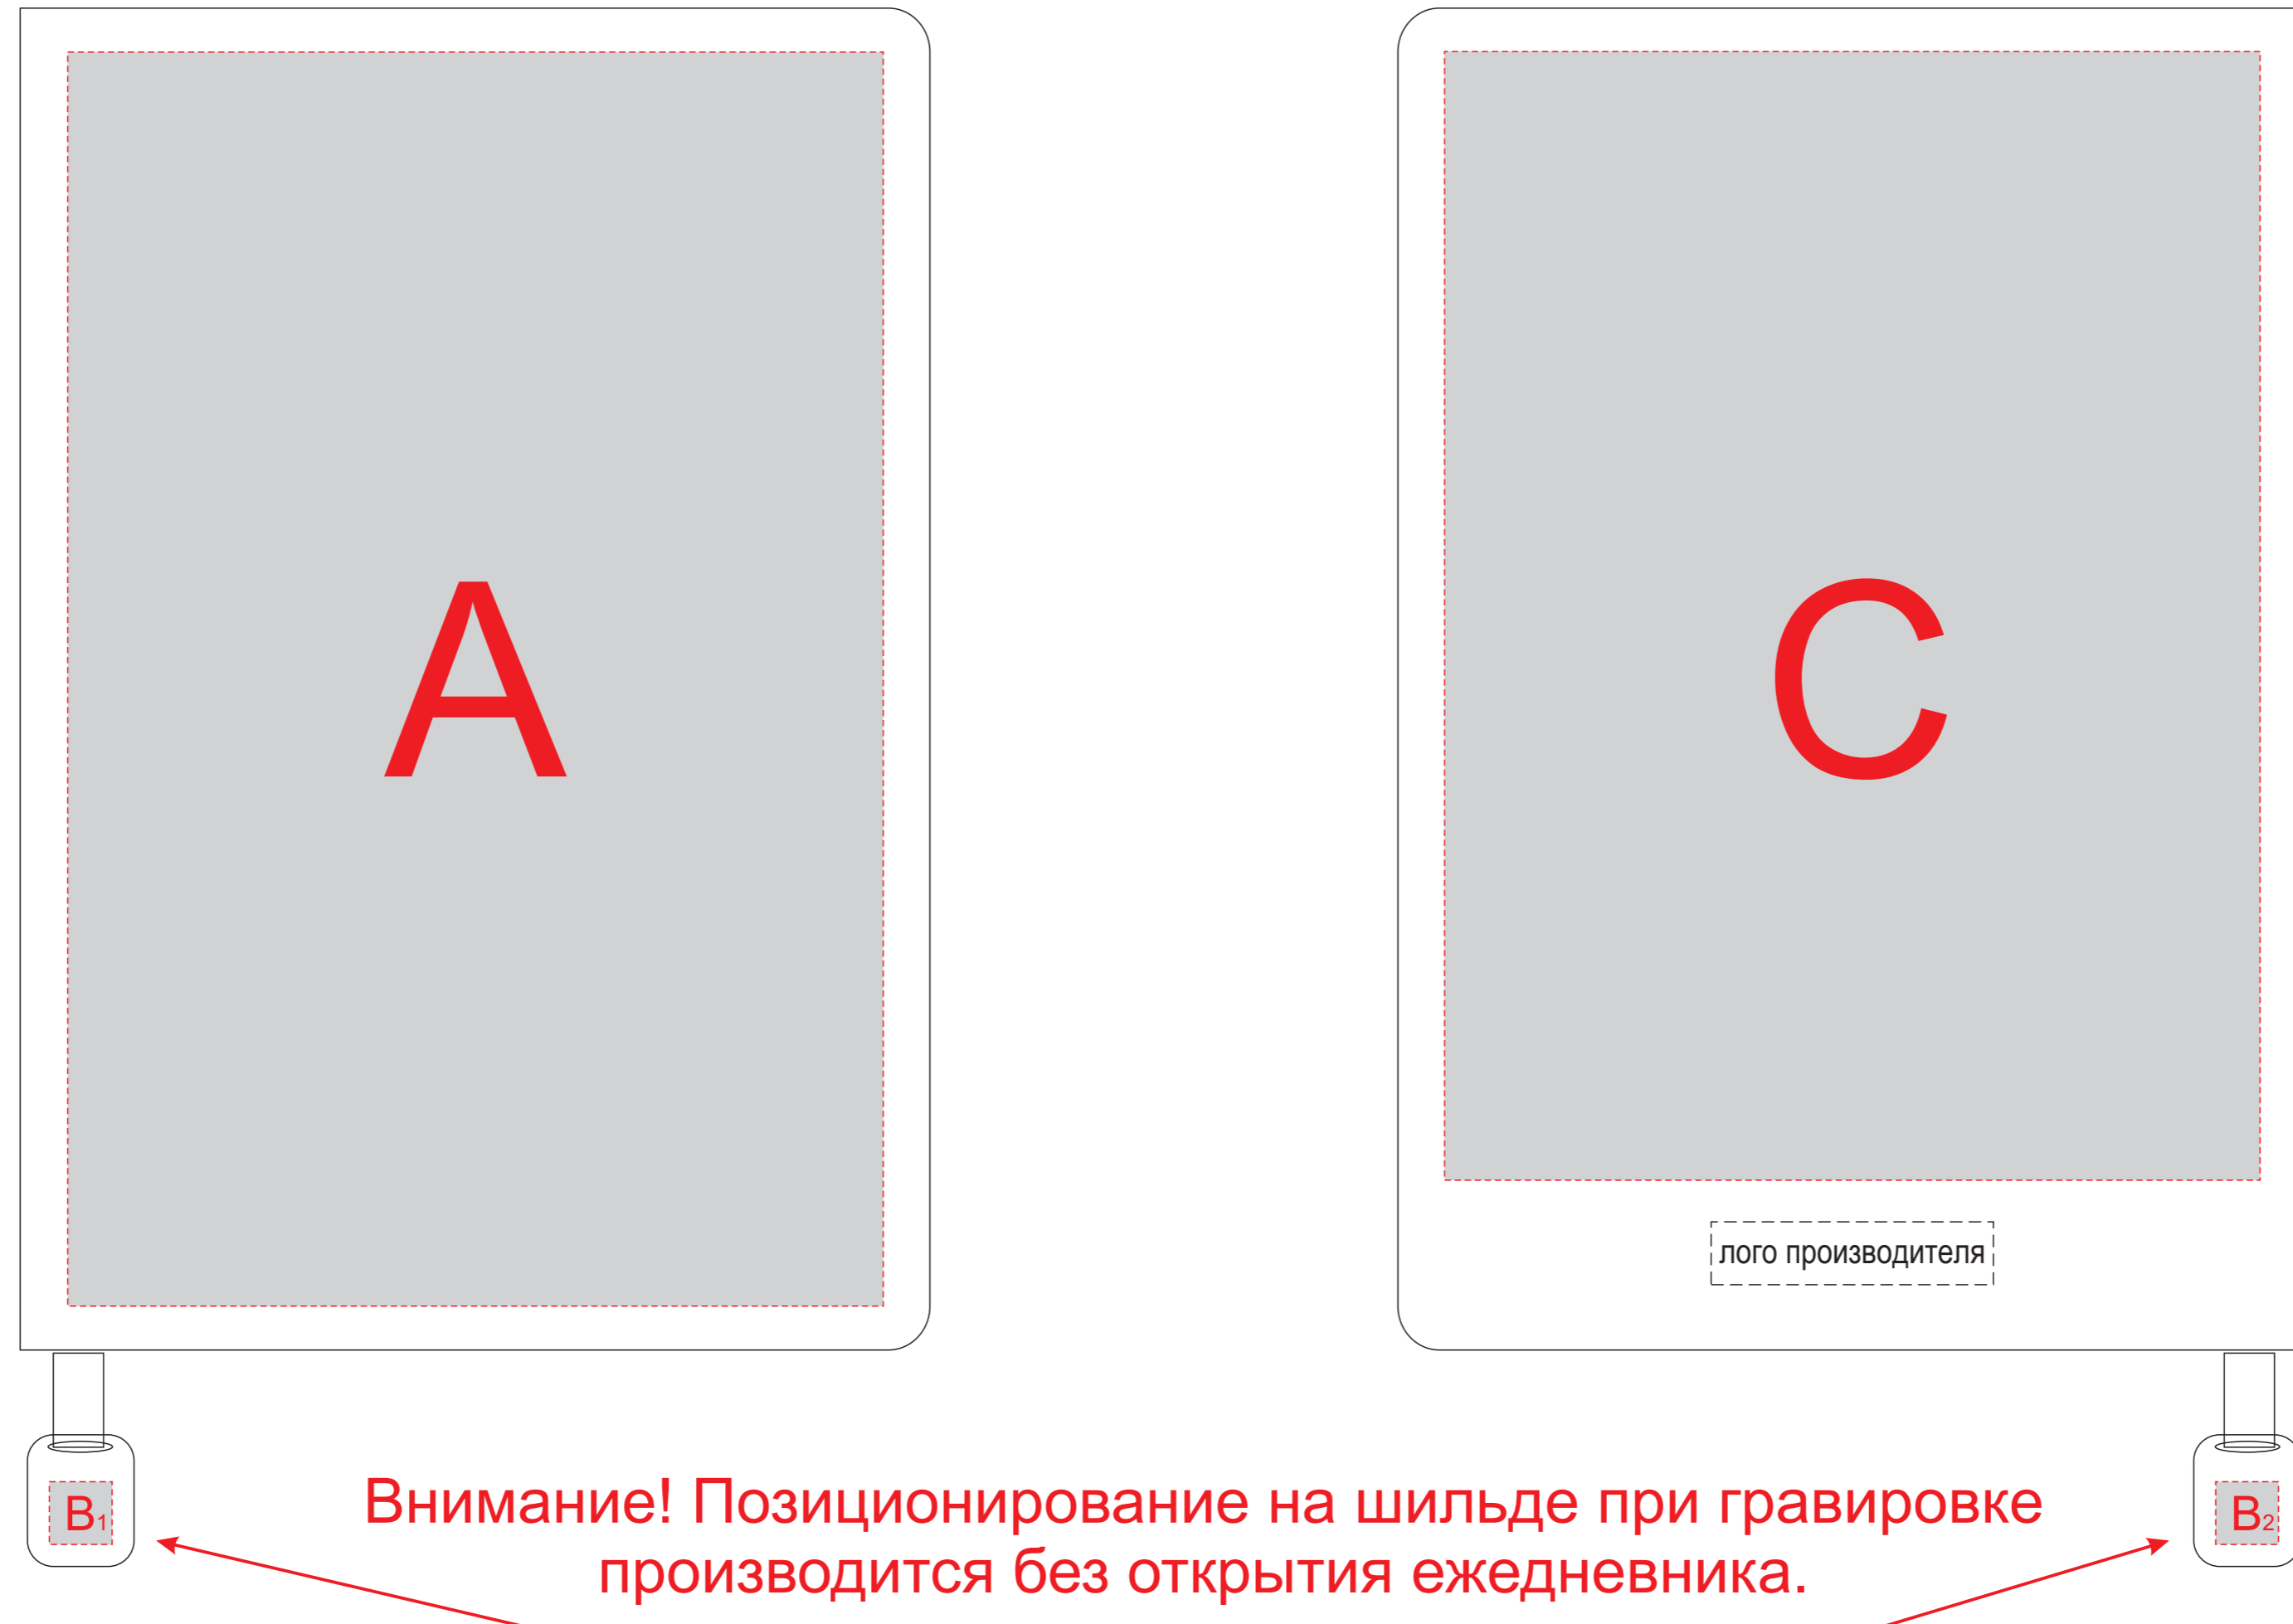 A
C
лого производителя
B1
B2
Внимание! Позиционирование на шильде при гравировке
производится без открытия ежедневника.